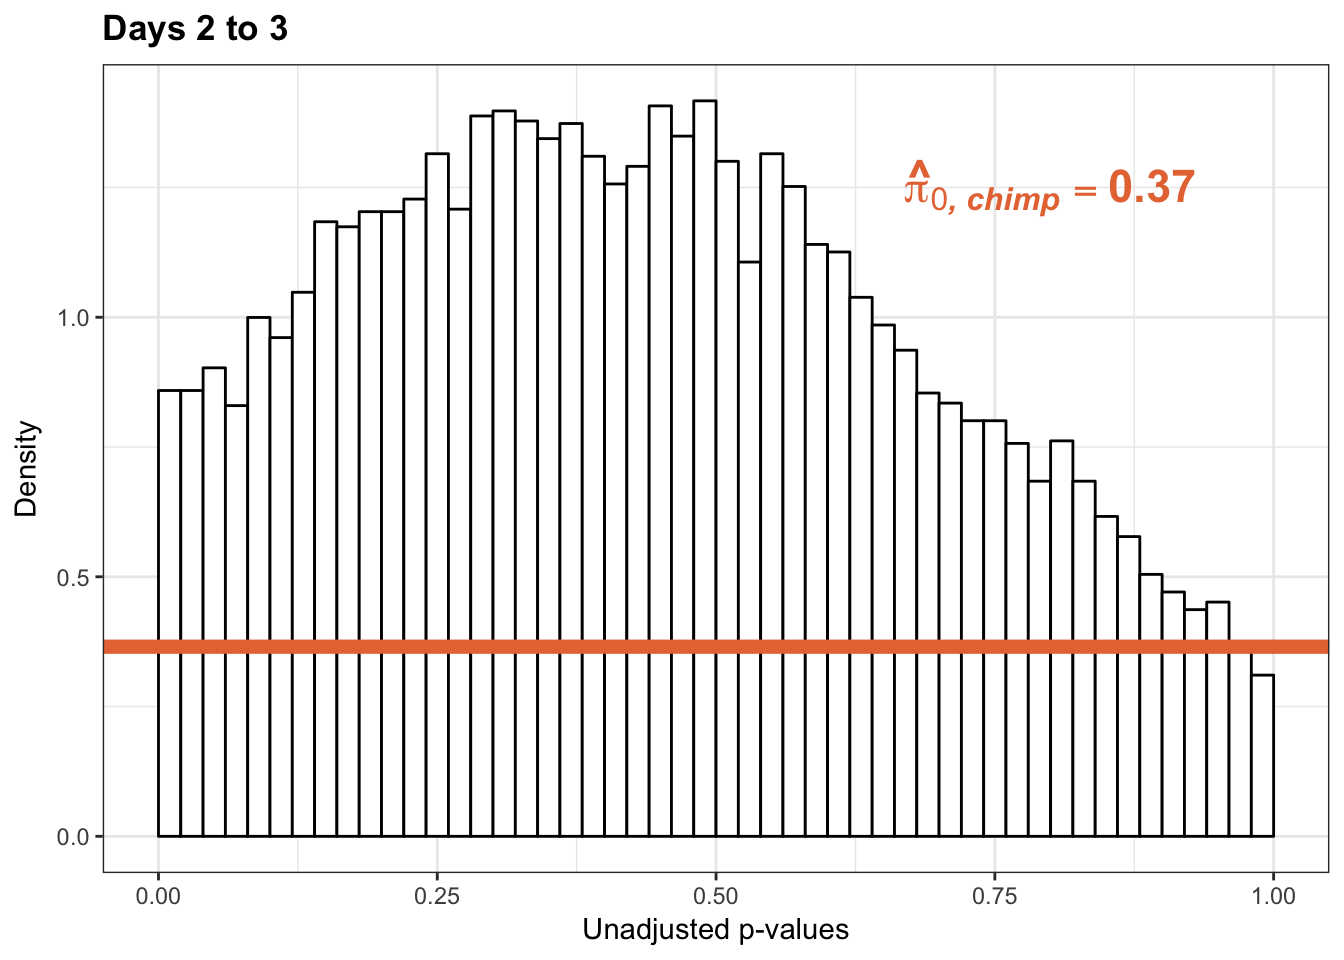 Days 2 to 3
π̂₀, chimp = 0.37
Density
1.0
0.5
0.0
0.00 0.25 0.50 0.75 1.00
Unadjusted p-values